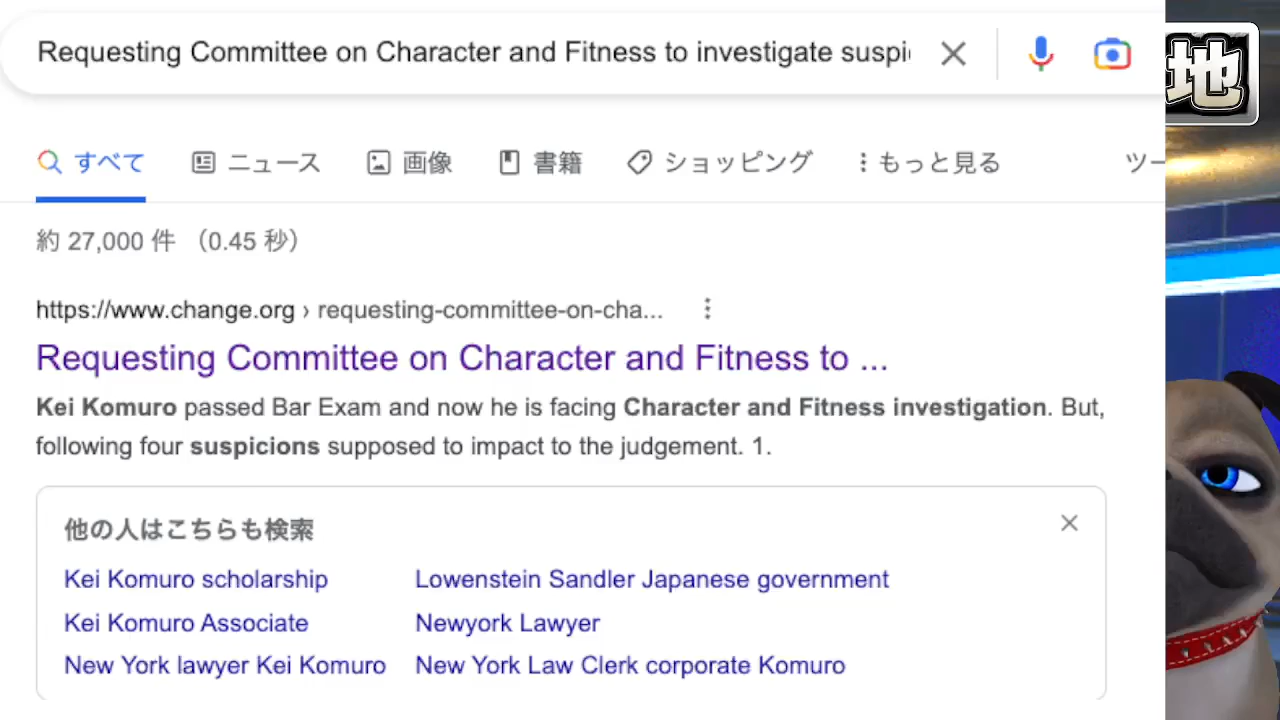 Requesting Committee on Character and Fitness to investigate suspi
地
すべて ニュース 画像 書籍 ショッピング もっと見る ツー
約 27,000 件 (0.45 秒)
https://www.change.org › requesting-committee-on-cha...
Requesting Committee on Character and Fitness to ...
Kei Komuro passed Bar Exam and now he is facing Character and Fitness investigation. But,
following four suspicions supposed to impact to the judgement. 1.
他の人はこちらも検索
Kei Komuro scholarship Lowenstein Sandler Japanese government
Kei Komuro Associate Newyork Lawyer
New York lawyer Kei Komuro New York Law Clerk corporate Komuro